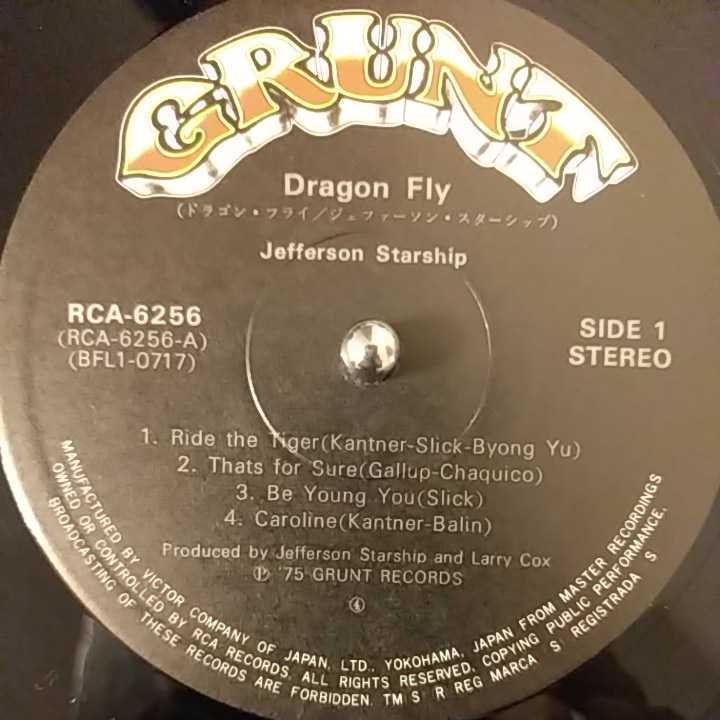 GRUNT
Dragon Fly
(ドラゴン・フライ/ジェファーソン・スターシップ)
Jefferson Starship
RCA-6256
(RCA-6256-A)
(BFL1-0717)
SIDE 1
STEREO
1. Ride the Tiger(Kantner-Slick-Byong Yu)
2. Thats for Sure(Gallup-Chaquico)
3. Be Young You(Slick)
4. Caroline(Kantner-Balin)
Produced by Jefferson Starship and Larry Cox
Ⓟ '75 GRUNT RECORDS
④
MANUFACTURED BY VICTOR COMPANY OF JAPAN, LTD., YOKOHAMA, JAPAN FROM MASTER RECORDINGS
OWNED OR CONTROLLED BY RCA RECORDS. ALL RIGHTS RESERVED. COPYING PUBLIC PERFORMANCE,
BROADCASTING OF THESE RECORDS ARE FORBIDDEN. TM S R REG MARCA S REGISTRADA S